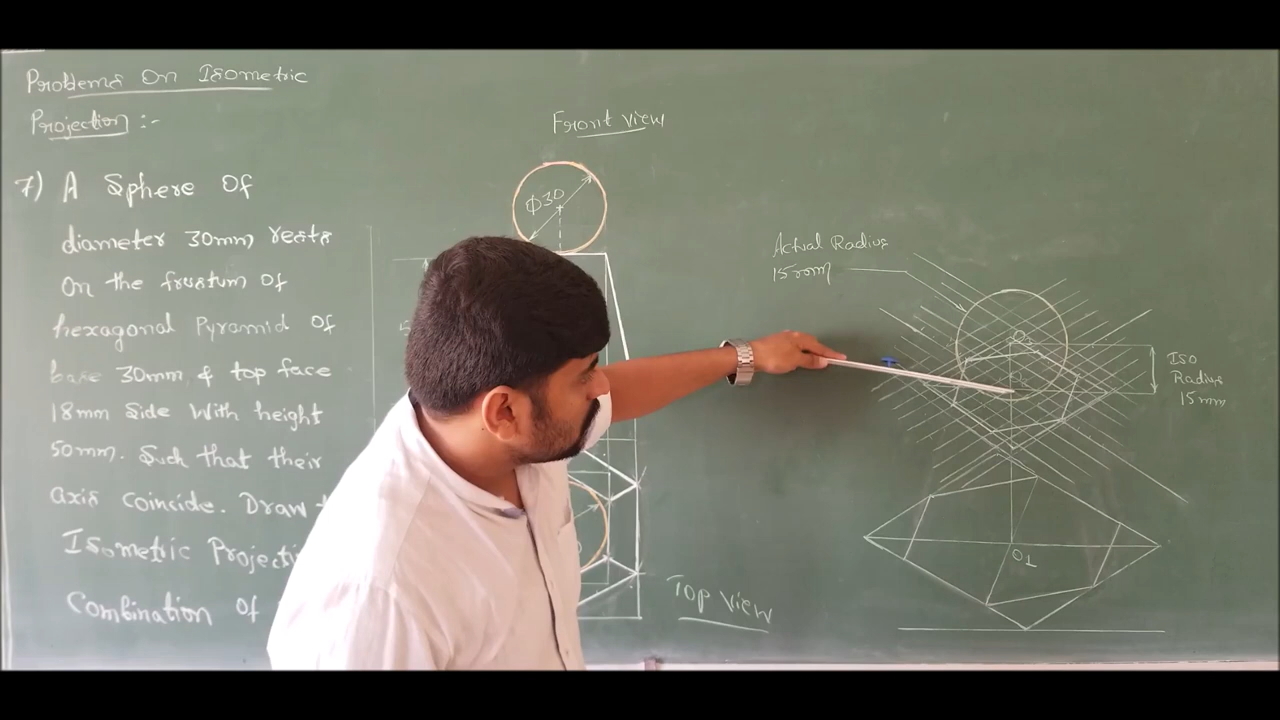 Problems On Isometric
Projection :-
7) A Sphere Of
diameter 30mm rests
On the frustum Of
hexagonal Pyramid Of
base 30mm & top face
18mm Side With height
50mm. Such that their
axis Coincide. Draw
Isometric
Combination Of
Front View
Φ30
Top View
Actual Radius
15mm
Iso
Radius
15mm
O1